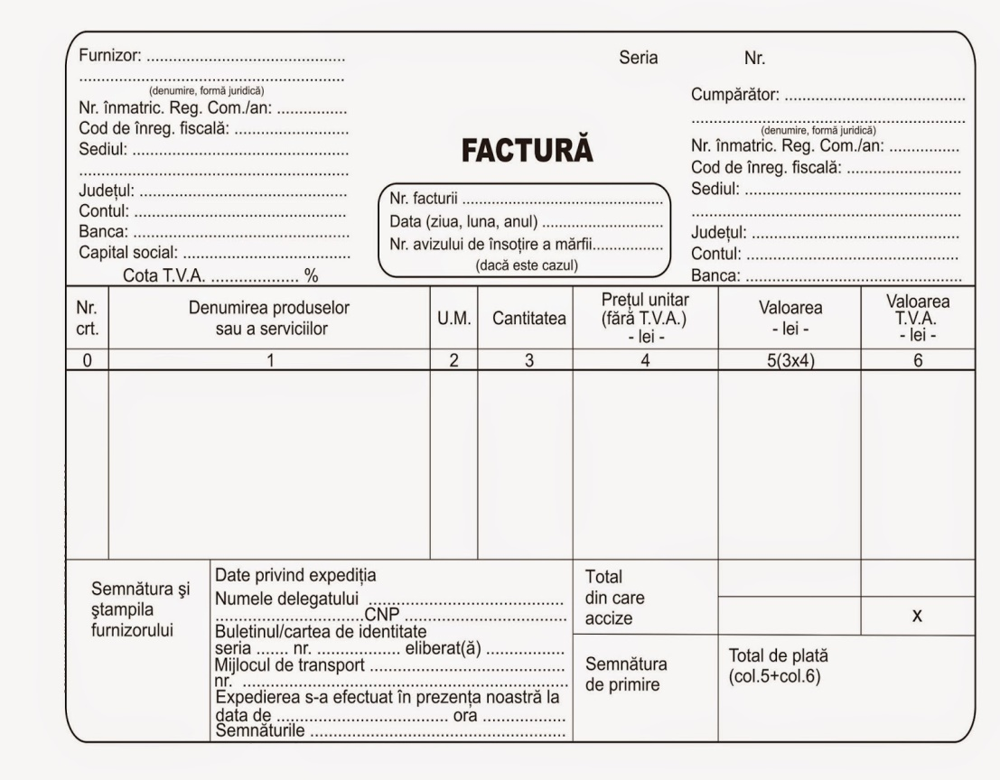 Furnizor: ............................................
...........................................................
(denumire, formă juridică)
Nr. înmatric. Reg. Com./an: ................
Cod de înreg. fiscală: .........................
Sediul: ................................................
............................................................
Județul: ..............................................
Contul: ...............................................
Banca: ................................................
Capital social: .....................................
Cota T.V.A. ................... %
Seria Nr.
FACTURĂ
Nr. facturii .............................................
Data (ziua, luna, anul) ...........................
Nr. avizului de însoțire a mărfii................
(dacă este cazul)
Cumpărător: ........................................
.............................................................
(denumire, formă juridică)
Nr. înmatric. Reg. Com./an: ................
Cod de înreg. fiscală: .........................
Sediul: ................................................
............................................................
Județul: ..............................................
Contul: ...............................................
Banca: ................................................
Nr. crt.
Denumirea produselor
sau a serviciilor
U.M.
Cantitatea
Prețul unitar
(fără T.V.A.)
- lei -
Valoarea
- lei -
Valoarea
T.V.A.
- lei -
0 1 2 3 4 5(3x4) 6
Semnătura şi
ştampila
furnizorului
Date privind expediția
Numele delegatului ............................................
.................................CNP ....................................
Buletinul/cartea de identitate
seria ....... nr. ................... eliberat(ă) .................
Mijlocul de transport ...........................................
nr. ........................................................................
Expedierea s-a efectuat în prezența noastră la
data de ...................................... ora ...................
Semnăturile .........................................................
Total
din care
accize
x
Semnătura
de primire
Total de plată
(col.5+col.6)